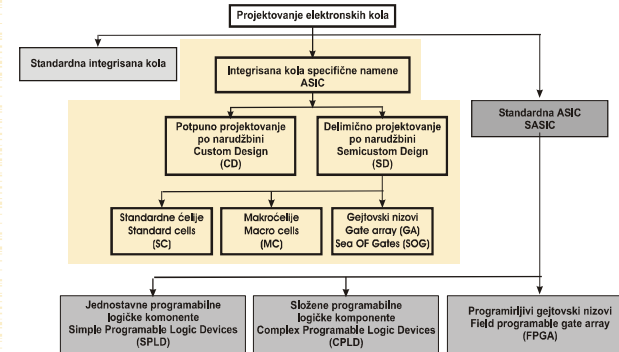 Projektovanje elektronskih kola
Standardna integrisana kola
Integrisana kola specifične namene
ASIC
Standardna ASIC
SASIC
Potpuno projektovanje
po narudžbini
Custom Design
(CD)
Delimično projektovanje
po narudžbini
Semicustom Deign
(SD)
Standardne ćelije
Standard cells
(SC)
Makroćelije
Macro cells
(MC)
Gejtovski nizovi
Gate array (GA)
Sea OF Gates (SOG)
Jednostavne programabilne
logičke komonente
Simple Programable Logic Devices
(SPLD)
Složene programabilne
logičke komponente
Complex Programable Logic Devices
(CPLD)
Programirljivi gejtovski nizovi
Field programable gate array
(FPGA)